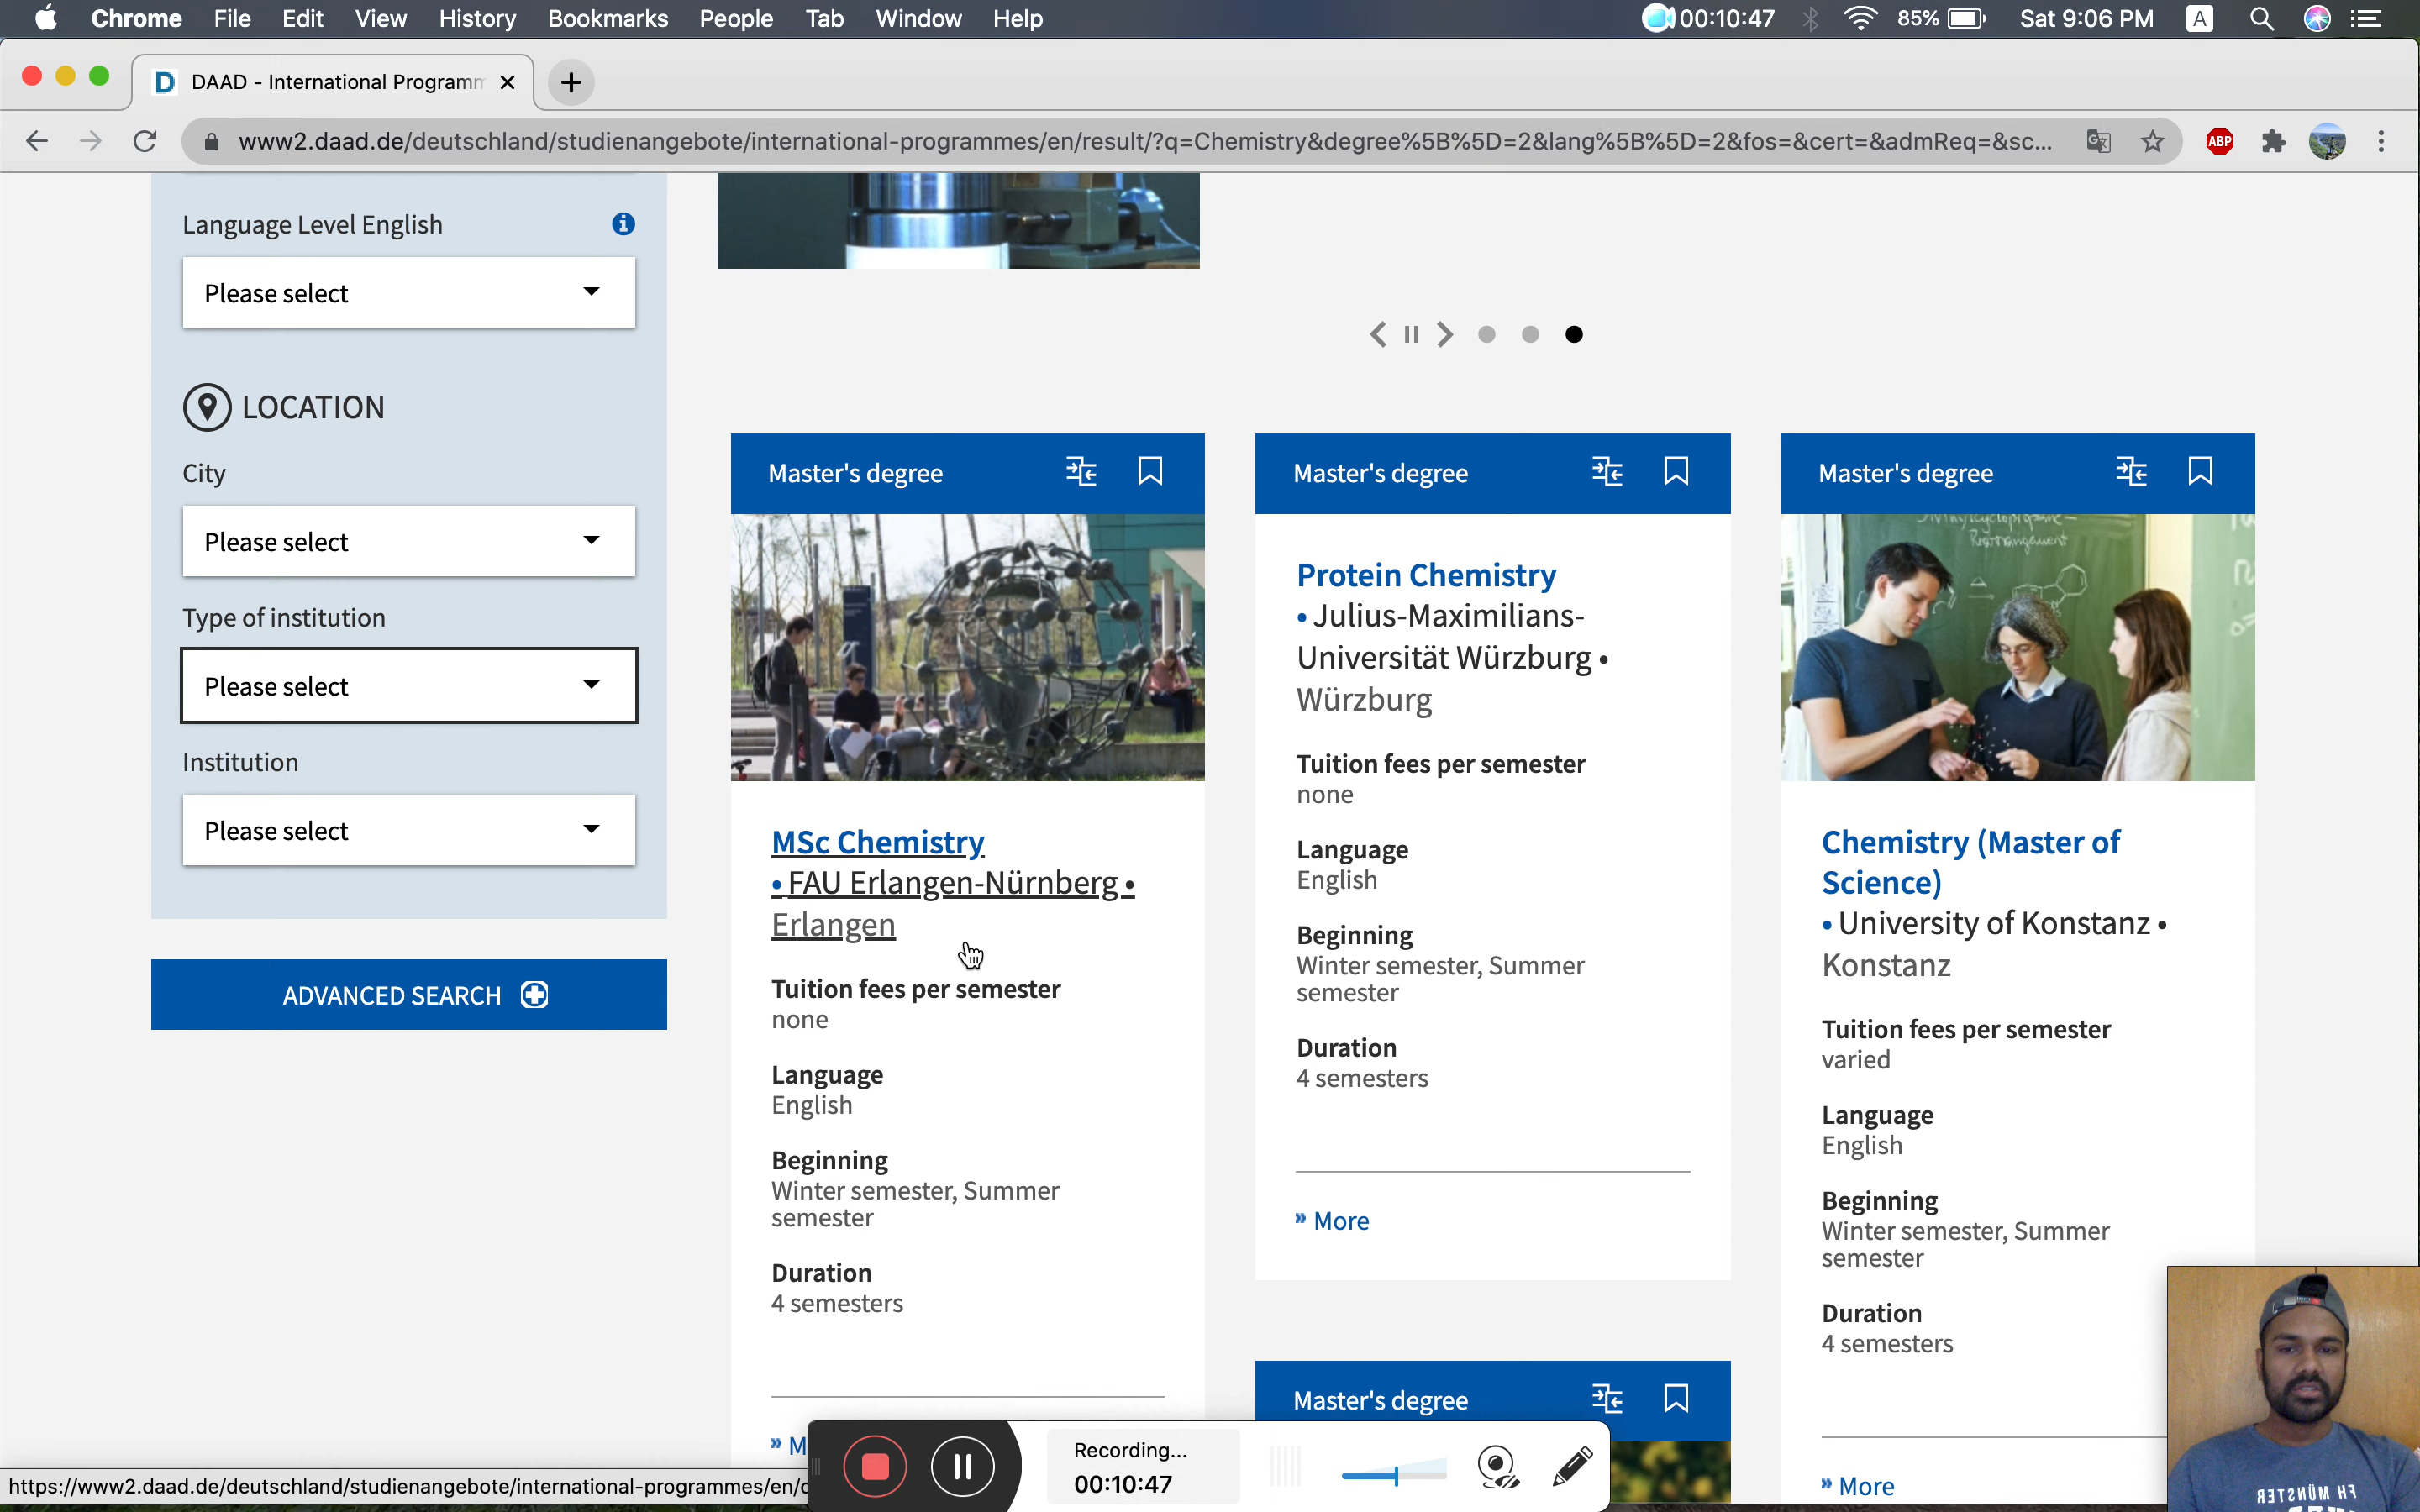 Chrome File Edit View History Bookmarks People Tab Window Help 00:10:47 85% Sat 9:06 PM A
DAAD - International Programm
www2.daad.de/deutschland/studienangebote/international-programmes/en/result/?q=Chemistry&degree%5B%5D=2&lang%5B%5D=2&fos=&cert=&admReq=&sc...
ABP
Language Level English
Please select
LOCATION
City
Please select
Type of institution
Please select
Institution
Please select
ADVANCED SEARCH
Master's degree
MSc Chemistry
• FAU Erlangen-Nürnberg •
Erlangen
Tuition fees per semester
none
Language
English
Beginning
Winter semester, Summer
semester
Duration
4 semesters
» M
Master's degree
Protein Chemistry
• Julius-Maximilians-
Universität Würzburg •
Würzburg
Tuition fees per semester
none
Language
English
Beginning
Winter semester, Summer
semester
Duration
4 semesters
» More
Master's degree
Master's degree
Chemistry (Master of
Science)
• University of Konstanz •
Konstanz
Tuition fees per semester
varied
Language
English
Beginning
Winter semester, Summer
semester
Duration
4 semesters
» More
Recording...
00:10:47
https://www2.daad.de/deutschland/studienangebote/international-programmes/en/
FH MÜNSTER